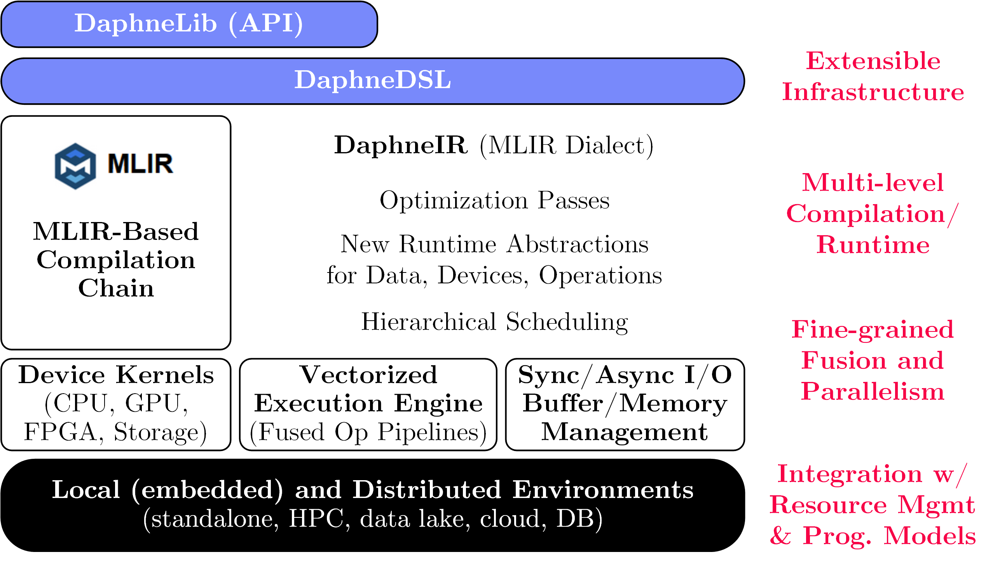 DaphneLib (API)
DaphneDSL
Extensible
Infrastructure
MLIR
MLIR-Based
Compilation
Chain
DaphneIR (MLIR Dialect)
Optimization Passes
New Runtime Abstractions
for Data, Devices, Operations
Hierarchical Scheduling
Multi-level
Compilation/
Runtime
Device Kernels
(CPU, GPU,
FPGA, Storage)
Vectorized
Execution Engine
(Fused Op Pipelines)
Sync/Async I/O
Buffer/Memory
Management
Fine-grained
Fusion and
Parallelism
Local (embedded) and Distributed Environments
(standalone, HPC, data lake, cloud, DB)
Integration w/
Resource Mgmt
& Prog. Models